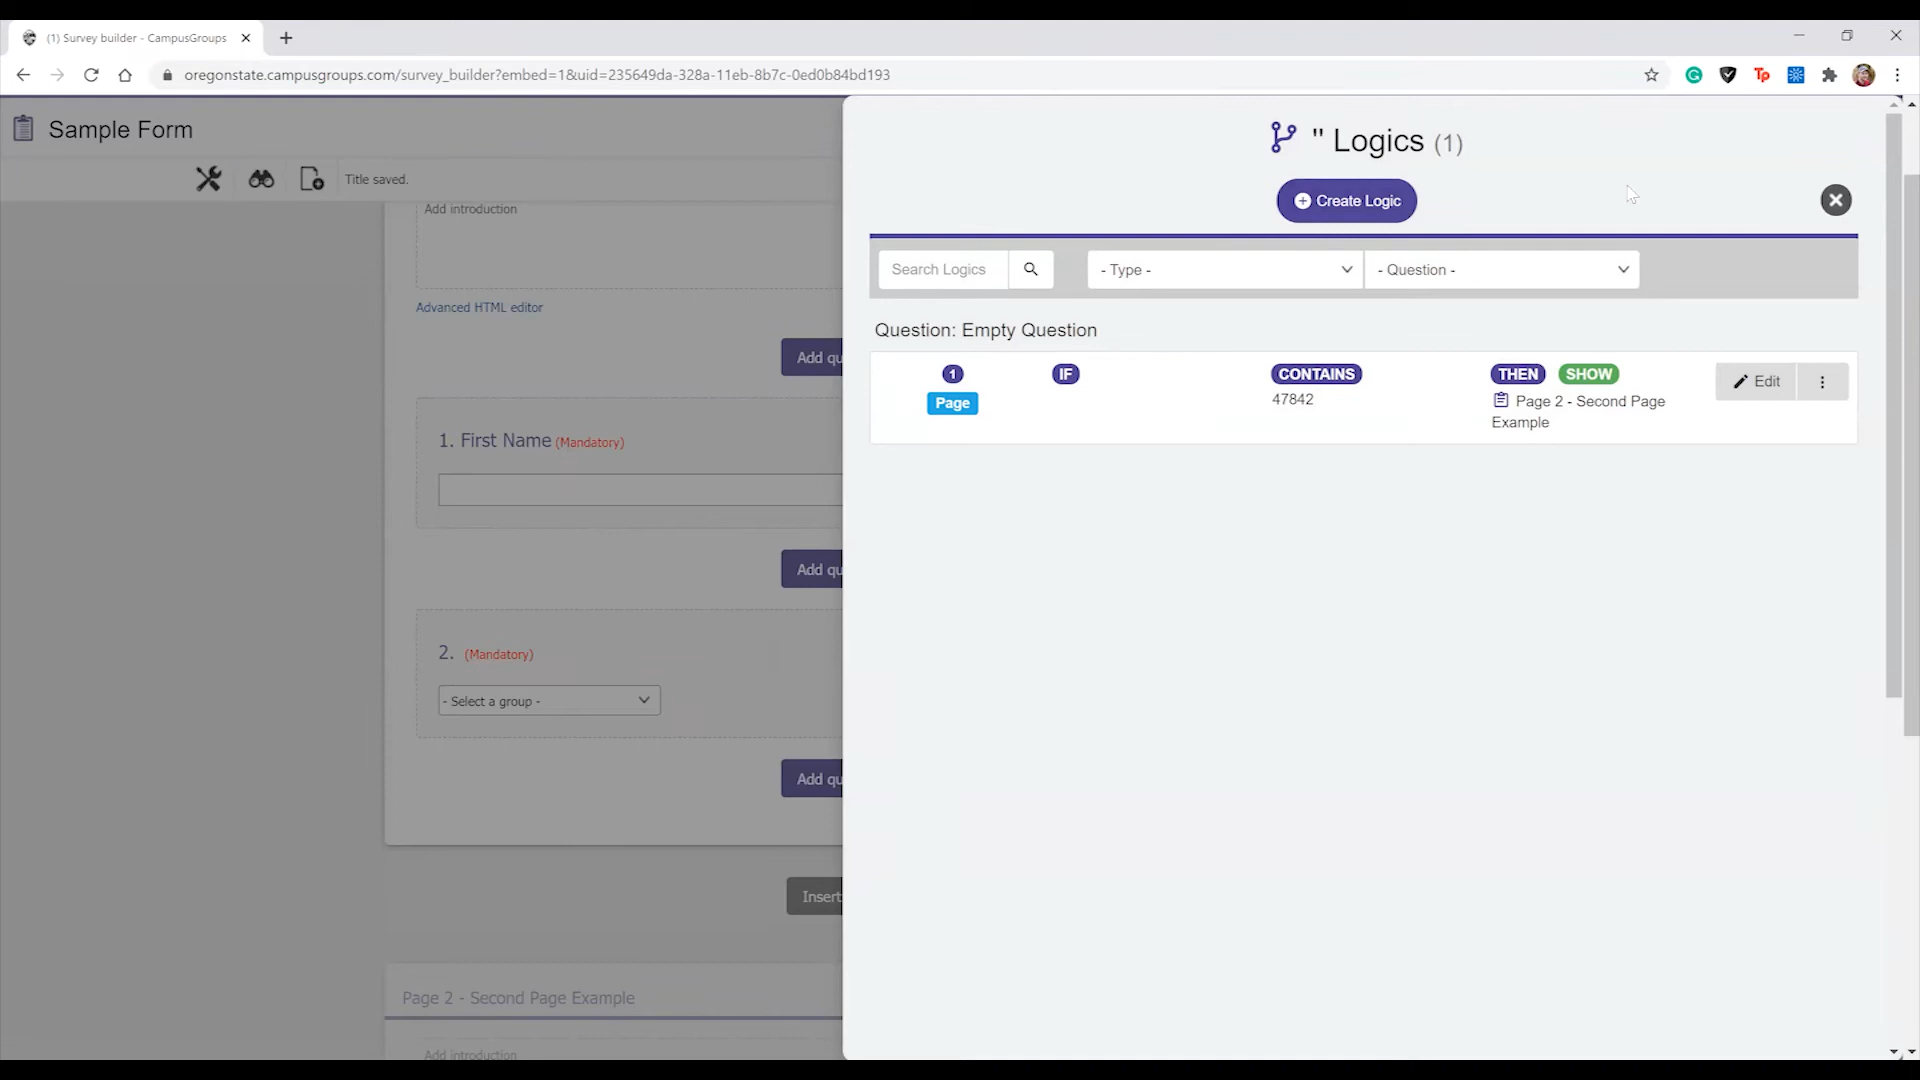 (1) Survey builder - CampusGroups
oregonstate.campusgroups.com/survey_builder?embed=1&uid=235649da-328a-11eb-8b7c-0ed0b84bd193
Tp
Sample Form
Title saved.
Add introduction
Advanced HTML editor
Add qu
1. First Name (Mandatory)
Add qu
2. (Mandatory)
- Select a group -
Add qu
Insert
Page 2 - Second Page Example
Add introduction
" Logics (1)
Create Logic
Search Logics
- Type -
- Question -
Question: Empty Question
1
Page
IF
CONTAINS
47842
THEN SHOW
Page 2 - Second Page
Example
Edit